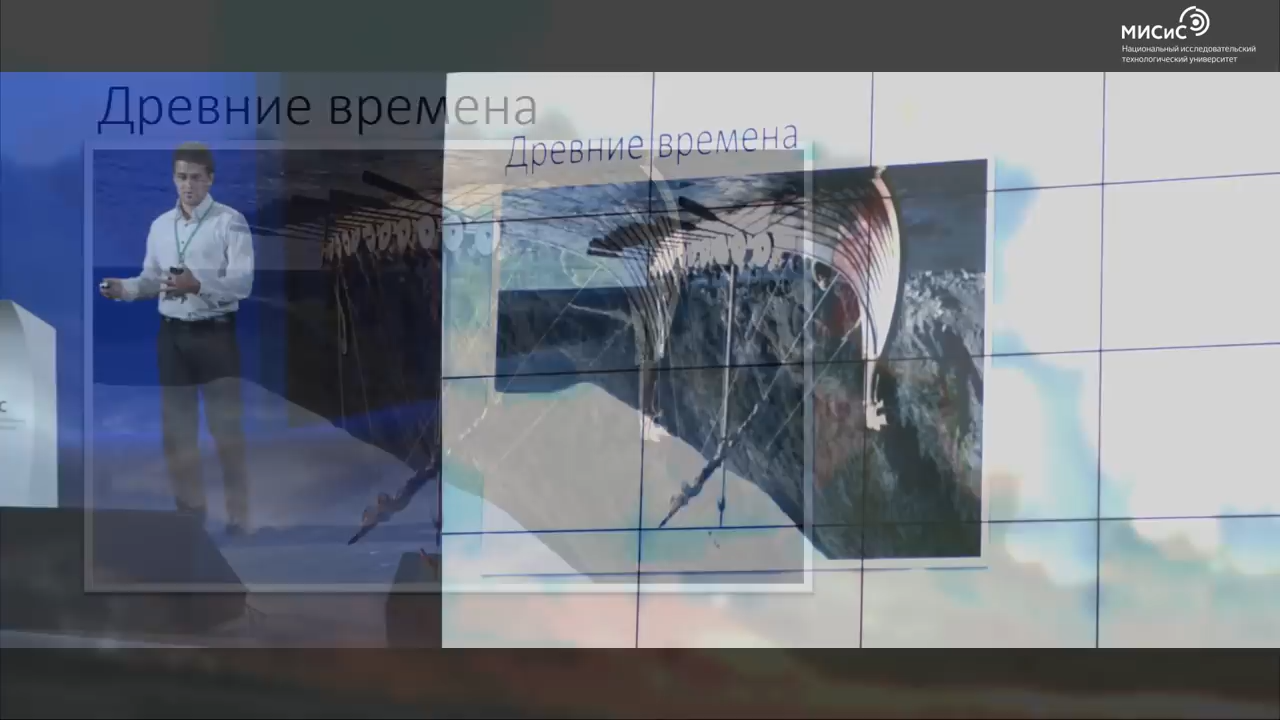 МИСиС
Национальный исследовательский
технологический университет
Древние времена
Древние времена